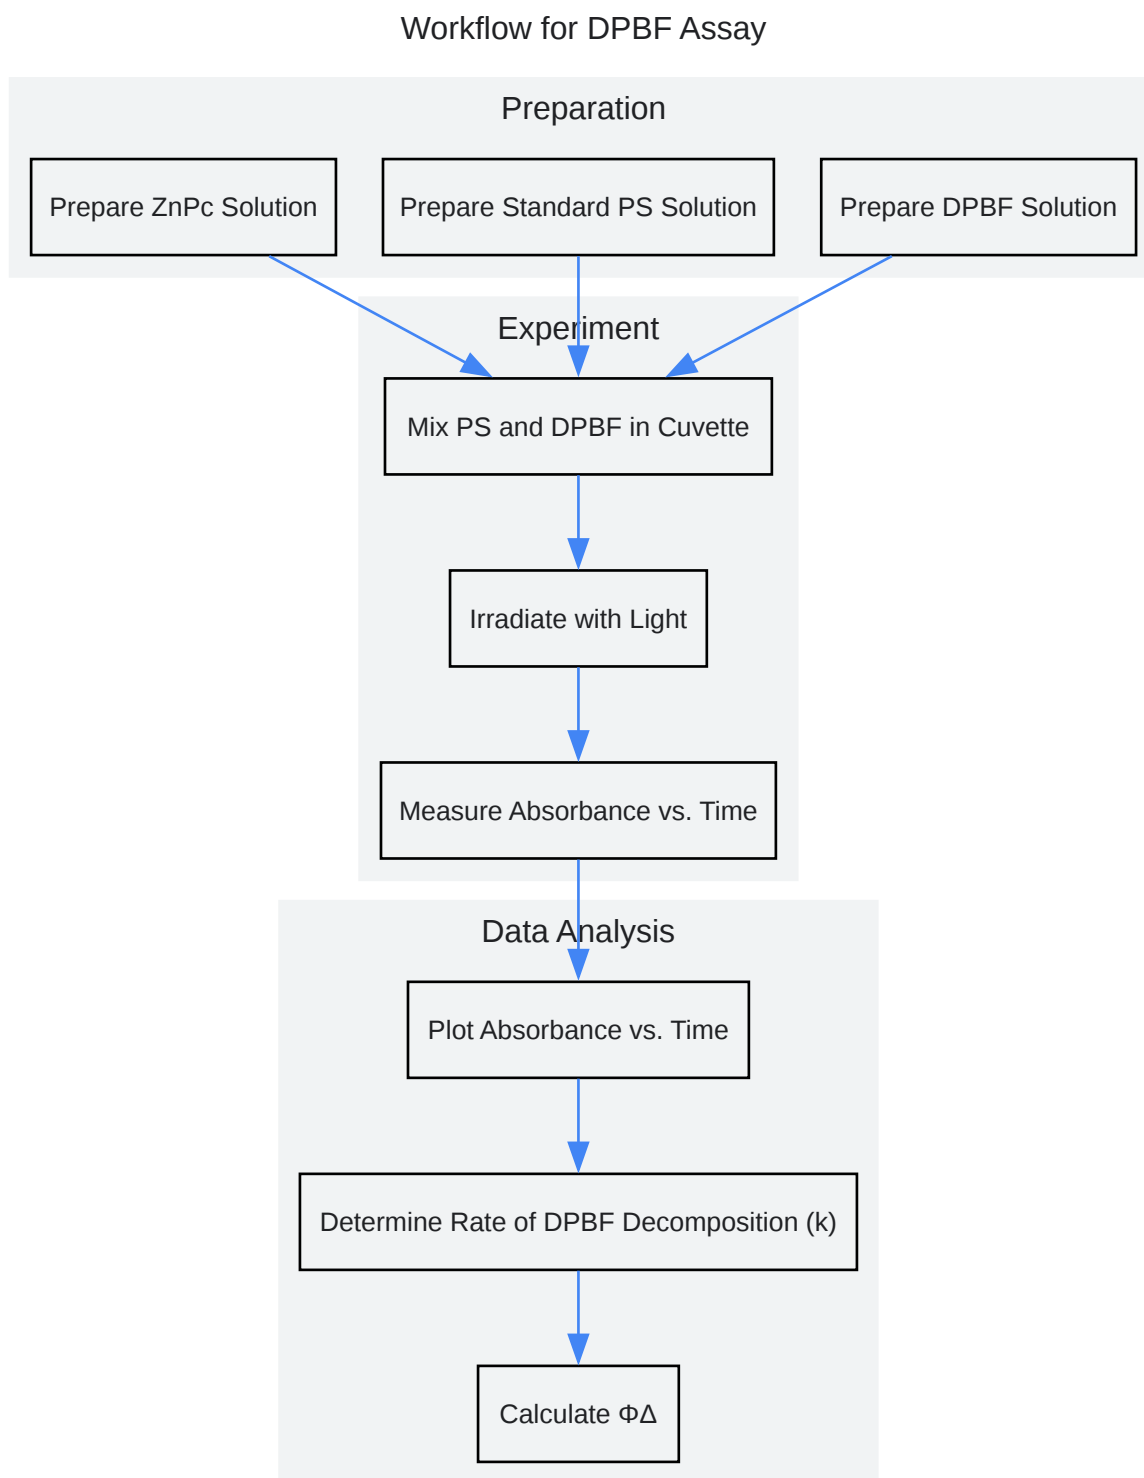 Workflow for DPBF Assay
Preparation
Prepare ZnPc Solution
Prepare Standard PS Solution
Prepare DPBF Solution
Experiment
Mix PS and DPBF in Cuvette
Irradiate with Light
Measure Absorbance vs. Time
Data Analysis
Plot Absorbance vs. Time
Determine Rate of DPBF Decomposition (k)
Calculate ΦΔ